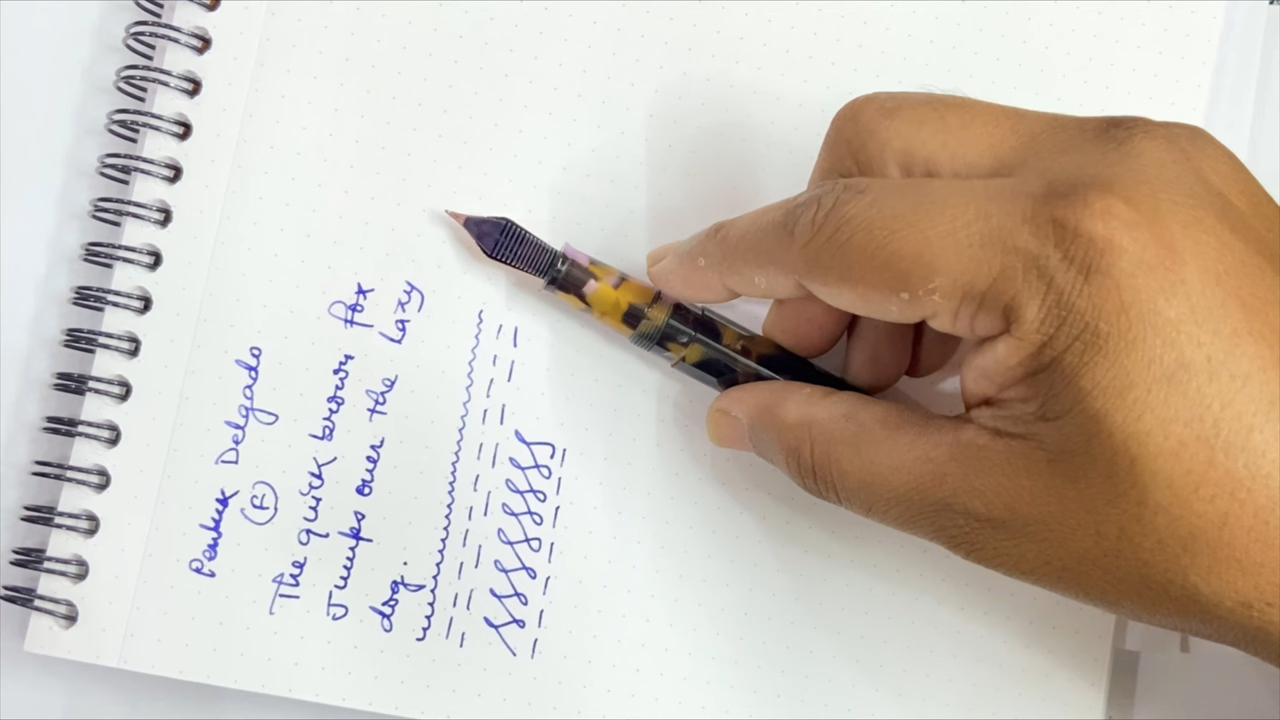 Penlux Delgado
(F)
The quick brown fox
Jumps over the Lazy
dog.